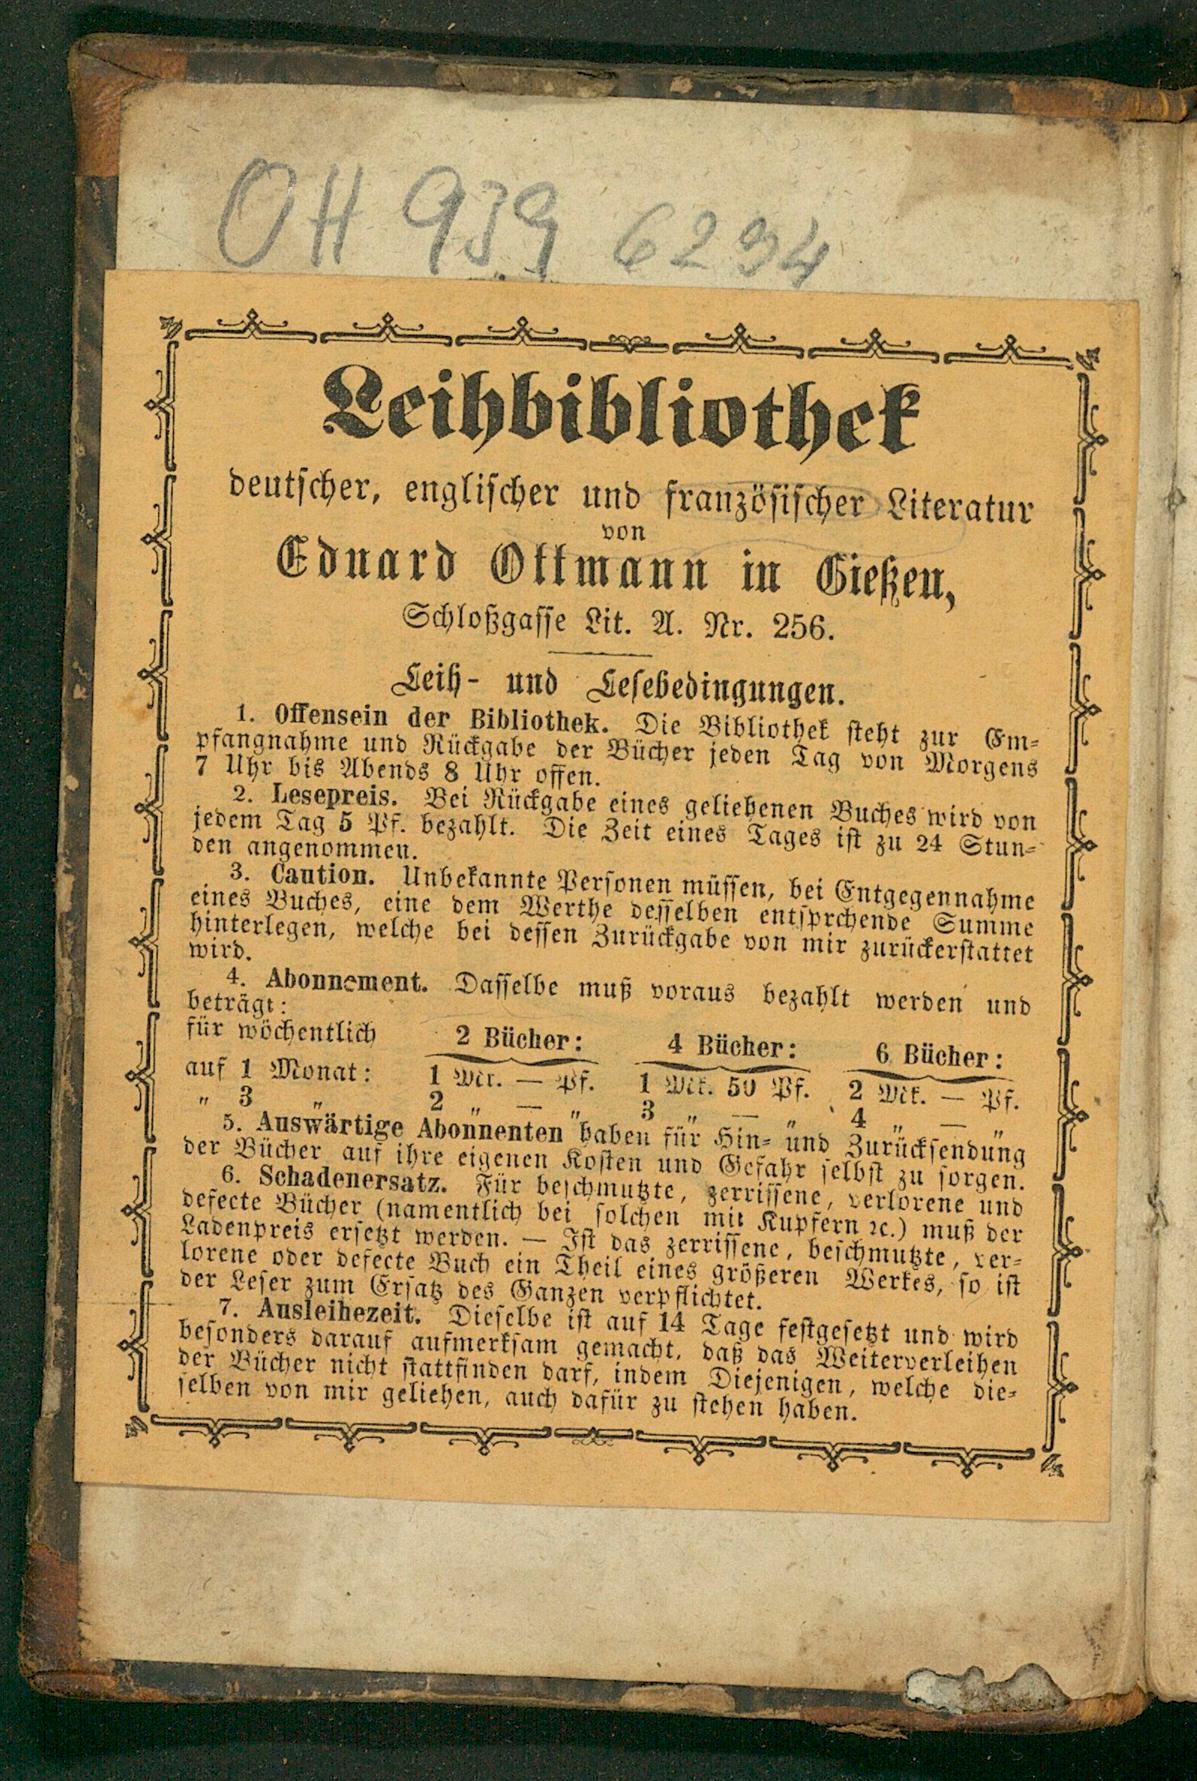 OH 939 6294
Leihbibliothek
deutscher, englischer und französischer Literatur
von
Eduard Ottmann in Gießen,
Schloßgasse Lit. A. Nr. 256.
Leih- und Lesebedingungen.
1. Offensein der Bibliothek. Die Bibliothek steht zur Em-
pfangnahme und Rückgabe der Bücher jeden Tag von Morgens
7 Uhr bis Abends 8 Uhr offen.
2. Lesepreis. Bei Rückgabe eines geliehenen Buches wird von
jedem Tag 5 Pf. bezahlt. Die Zeit eines Tages ist zu 24 Stun-
den angenommen.
3. Caution. Unbekannte Personen müssen, bei Entgegennahme
eines Buches, eine dem Werthe desselben entsprchende Summe
hinterlegen, welche bei dessen Zurückgabe von mir zurückerstattet
wird.
4. Abonnement. Dasselbe muß voraus bezahlt werden und
beträgt:
für wöchentlich 2 Bücher: 4 Bücher: 6 Bücher:
auf 1 Monat: 1 Mk. — Pf. 1 Mk. 50 Pf. 2 Mk. — Pf.
„ 3 „ 2 „ — „ 3 „ — „ 4 „ — „
5. Auswärtige Abonnenten haben für Hin- und Zurücksendung
der Bücher auf ihre eigenen Kosten und Gefahr selbst zu sorgen.
6. Schadenersatz. Für beschmutzte, zerrissene, verlorene und
defecte Bücher (namentlich bei solchen mit Kupfern ꝛc.) muß der
Ladenpreis ersetzt werden. — Ist das zerrissene, beschmutzte, ver-
lorene oder defecte Buch ein Theil eines größeren Werkes, so ist
der Leser zum Ersatz des Ganzen verpflichtet.
7. Ausleihezeit. Dieselbe ist auf 14 Tage festgesetzt und wird
besonders darauf aufmerksam gemacht, daß das Weiterverleihen
der Bücher nicht stattfinden darf, indem Diejenigen, welche die-
selben von mir geliehen, auch dafür zu stehen haben.